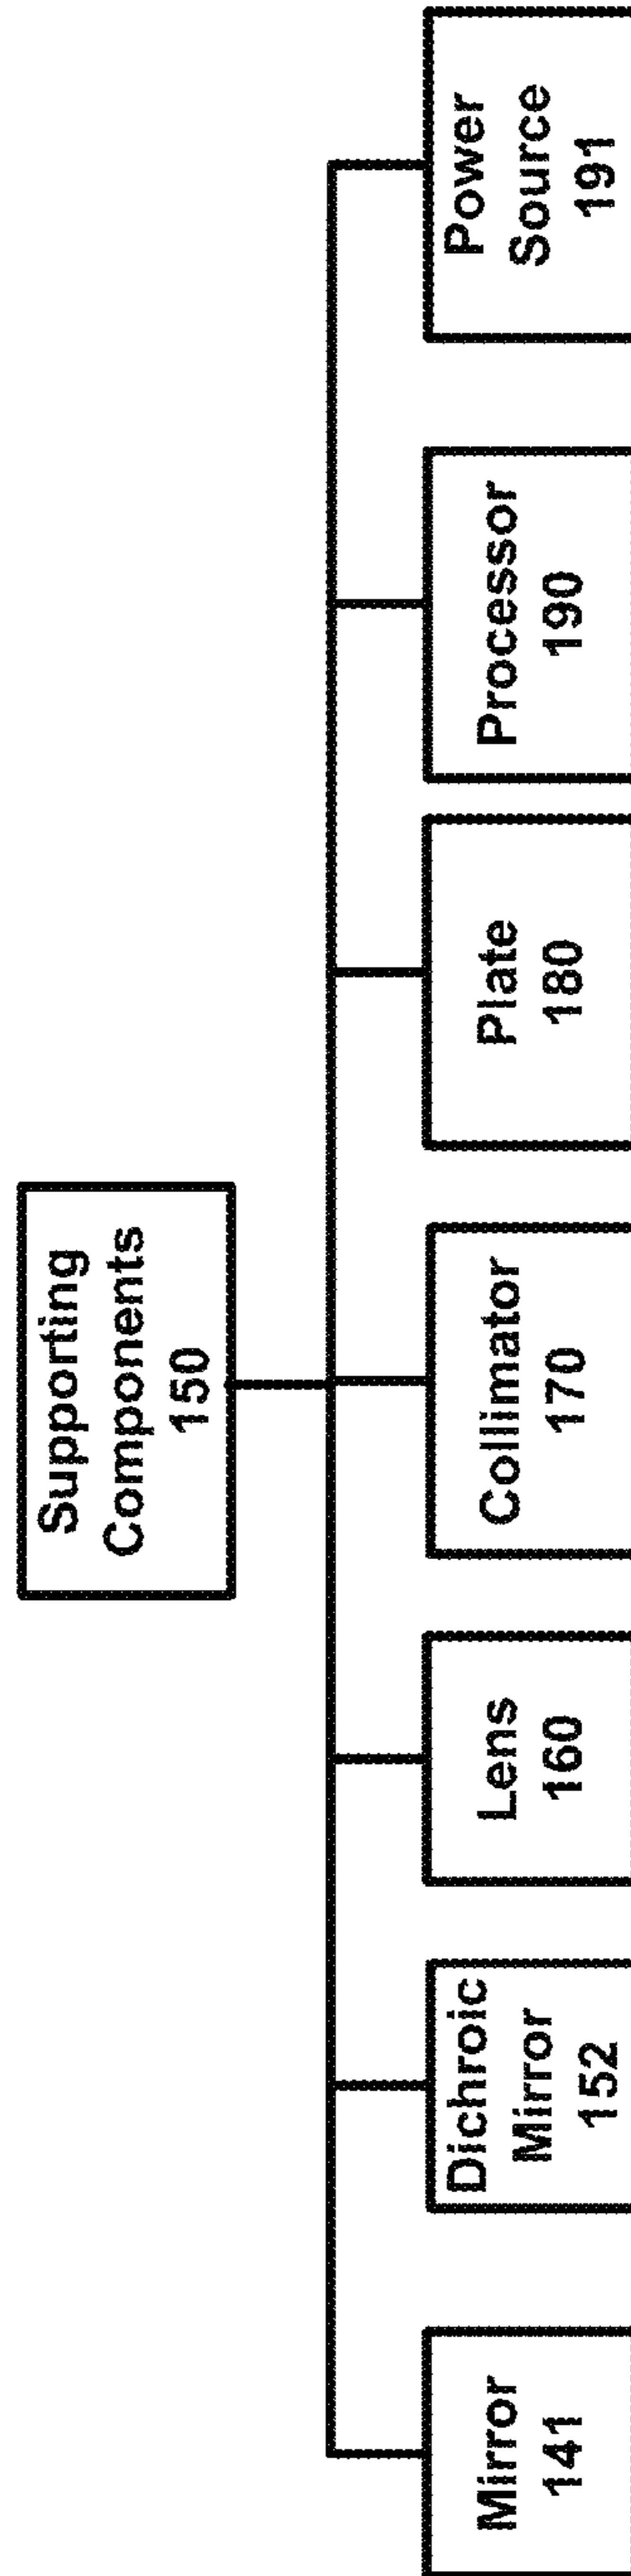 Supporting
Components
150
Mirror
141
Dichroic
Mirror
152
Lens
160
Collimator
170
Plate
180
Processor
190
Power
Source
191